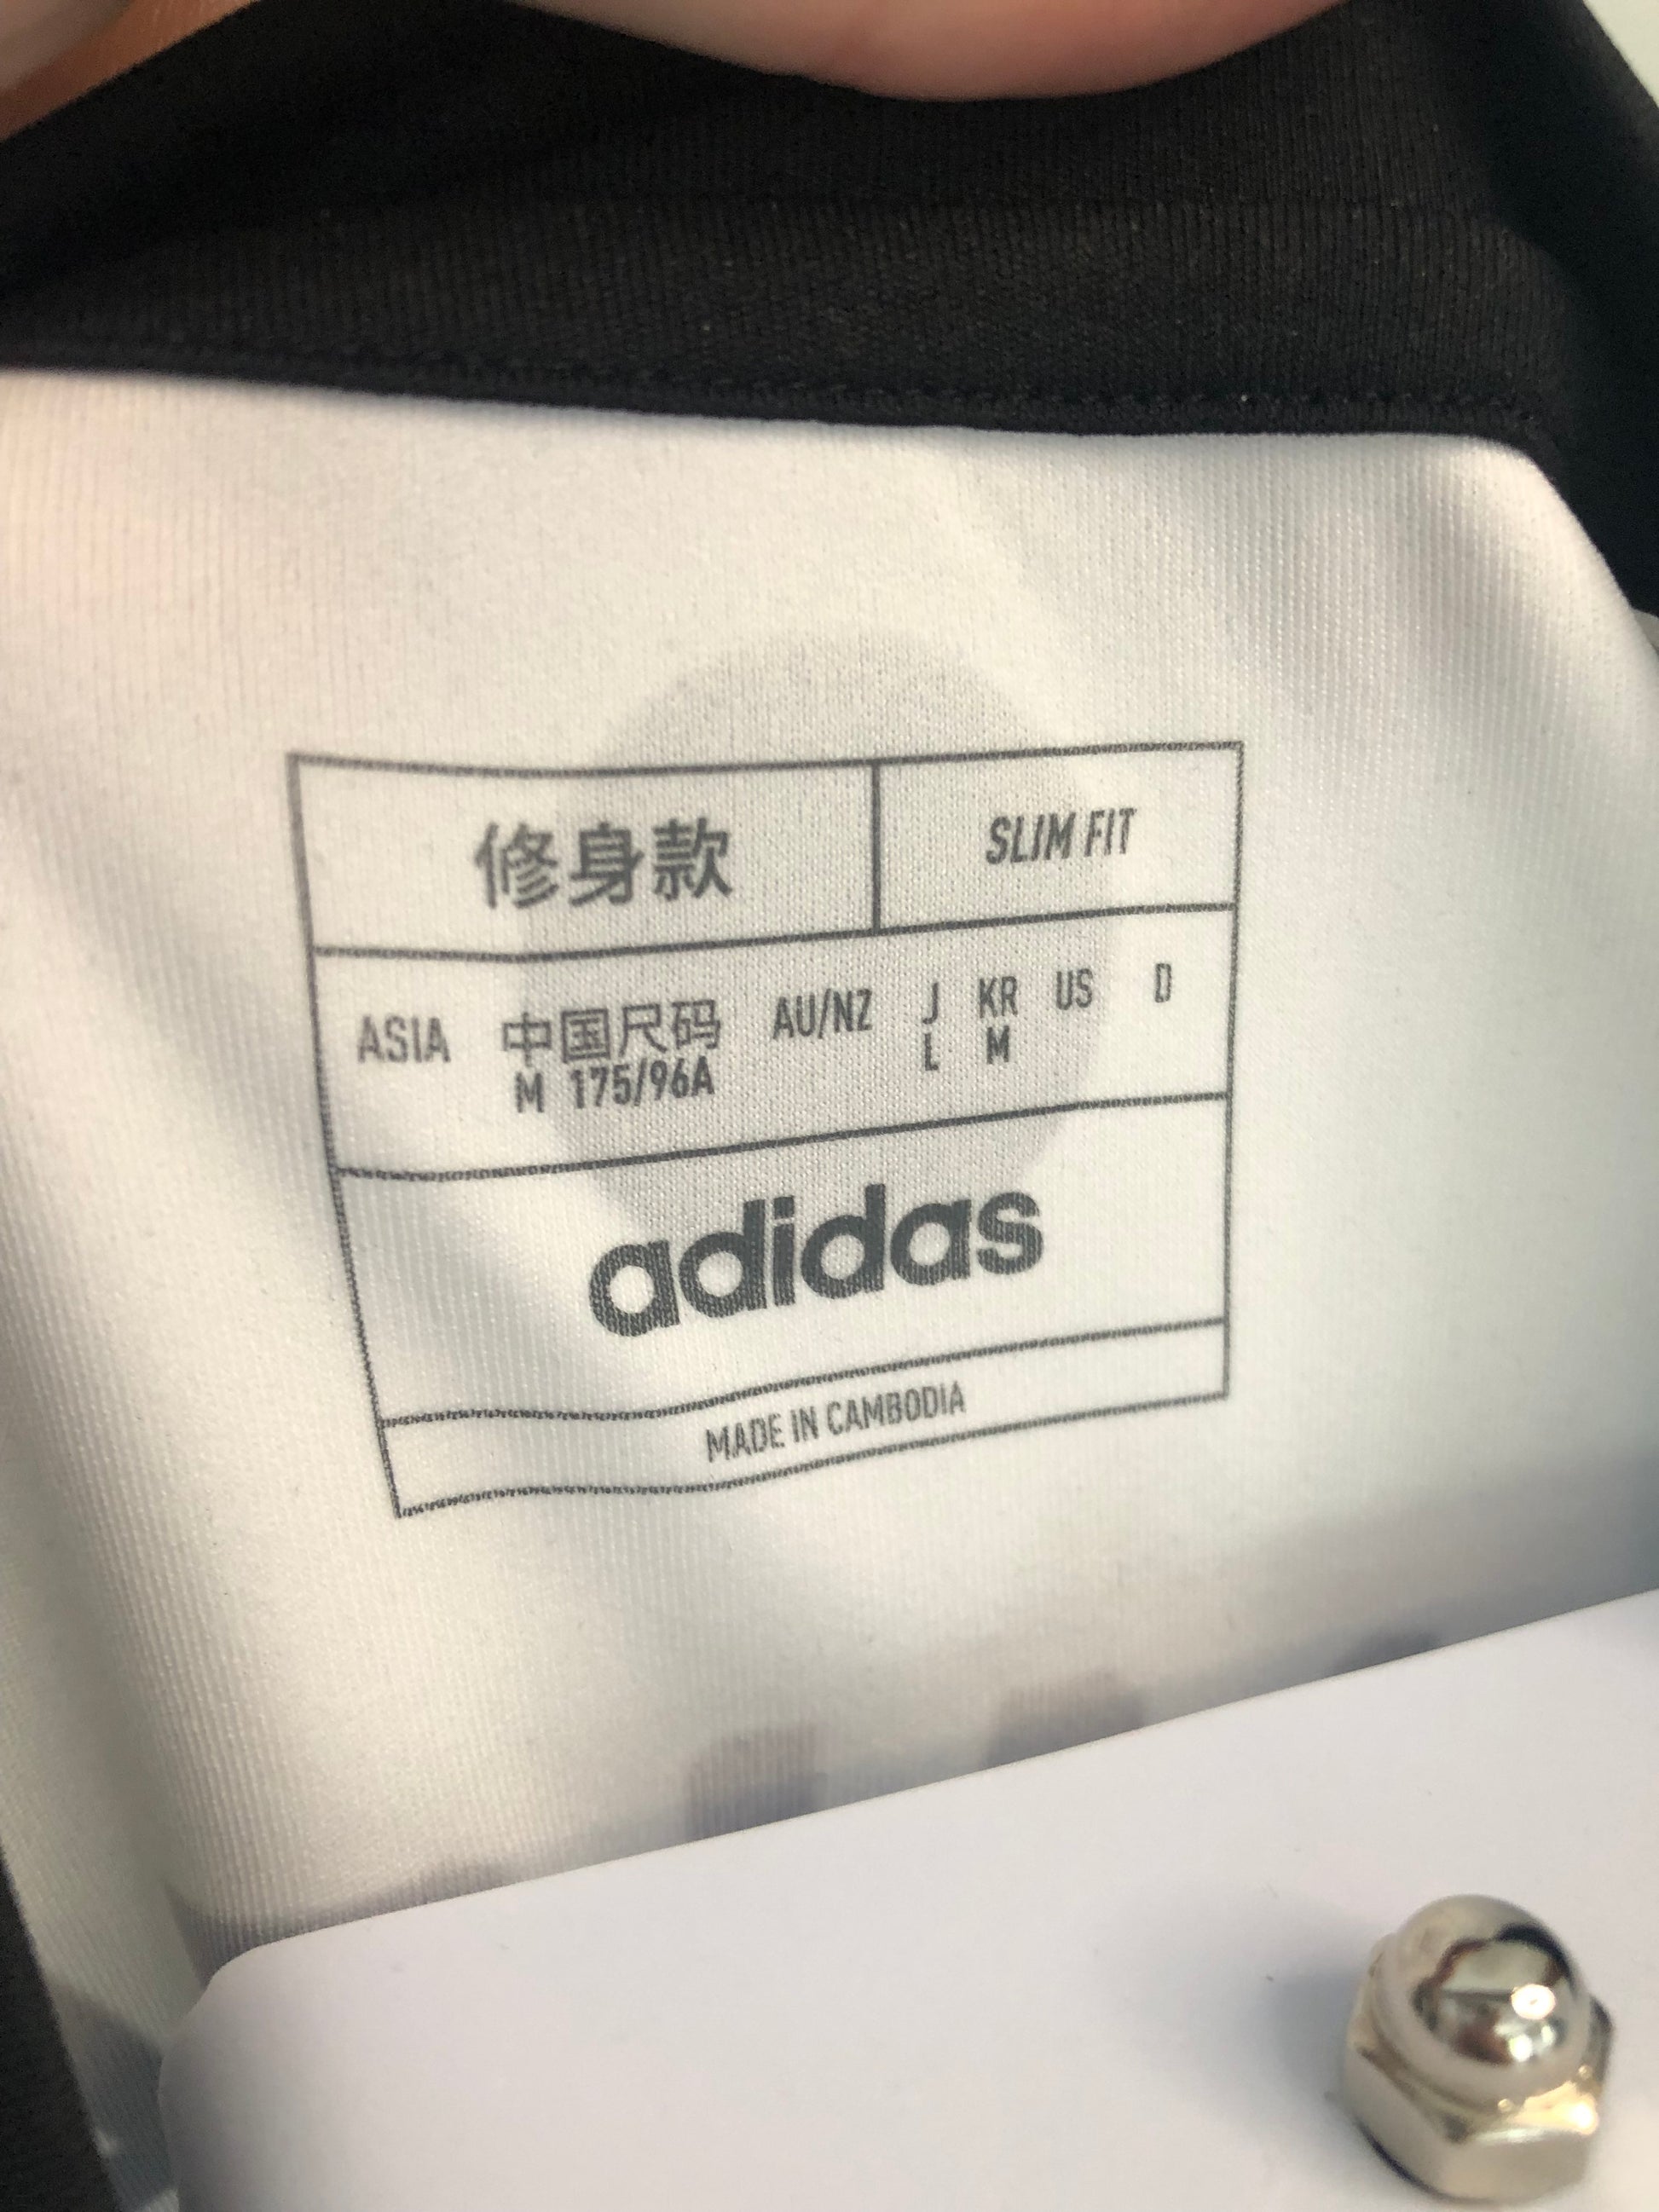 修身款 SLIM FIT
ASIA 中国尺码 AU/NZ J KR US D
M 175/96A L M
adidas
MADE IN CAMBODIA